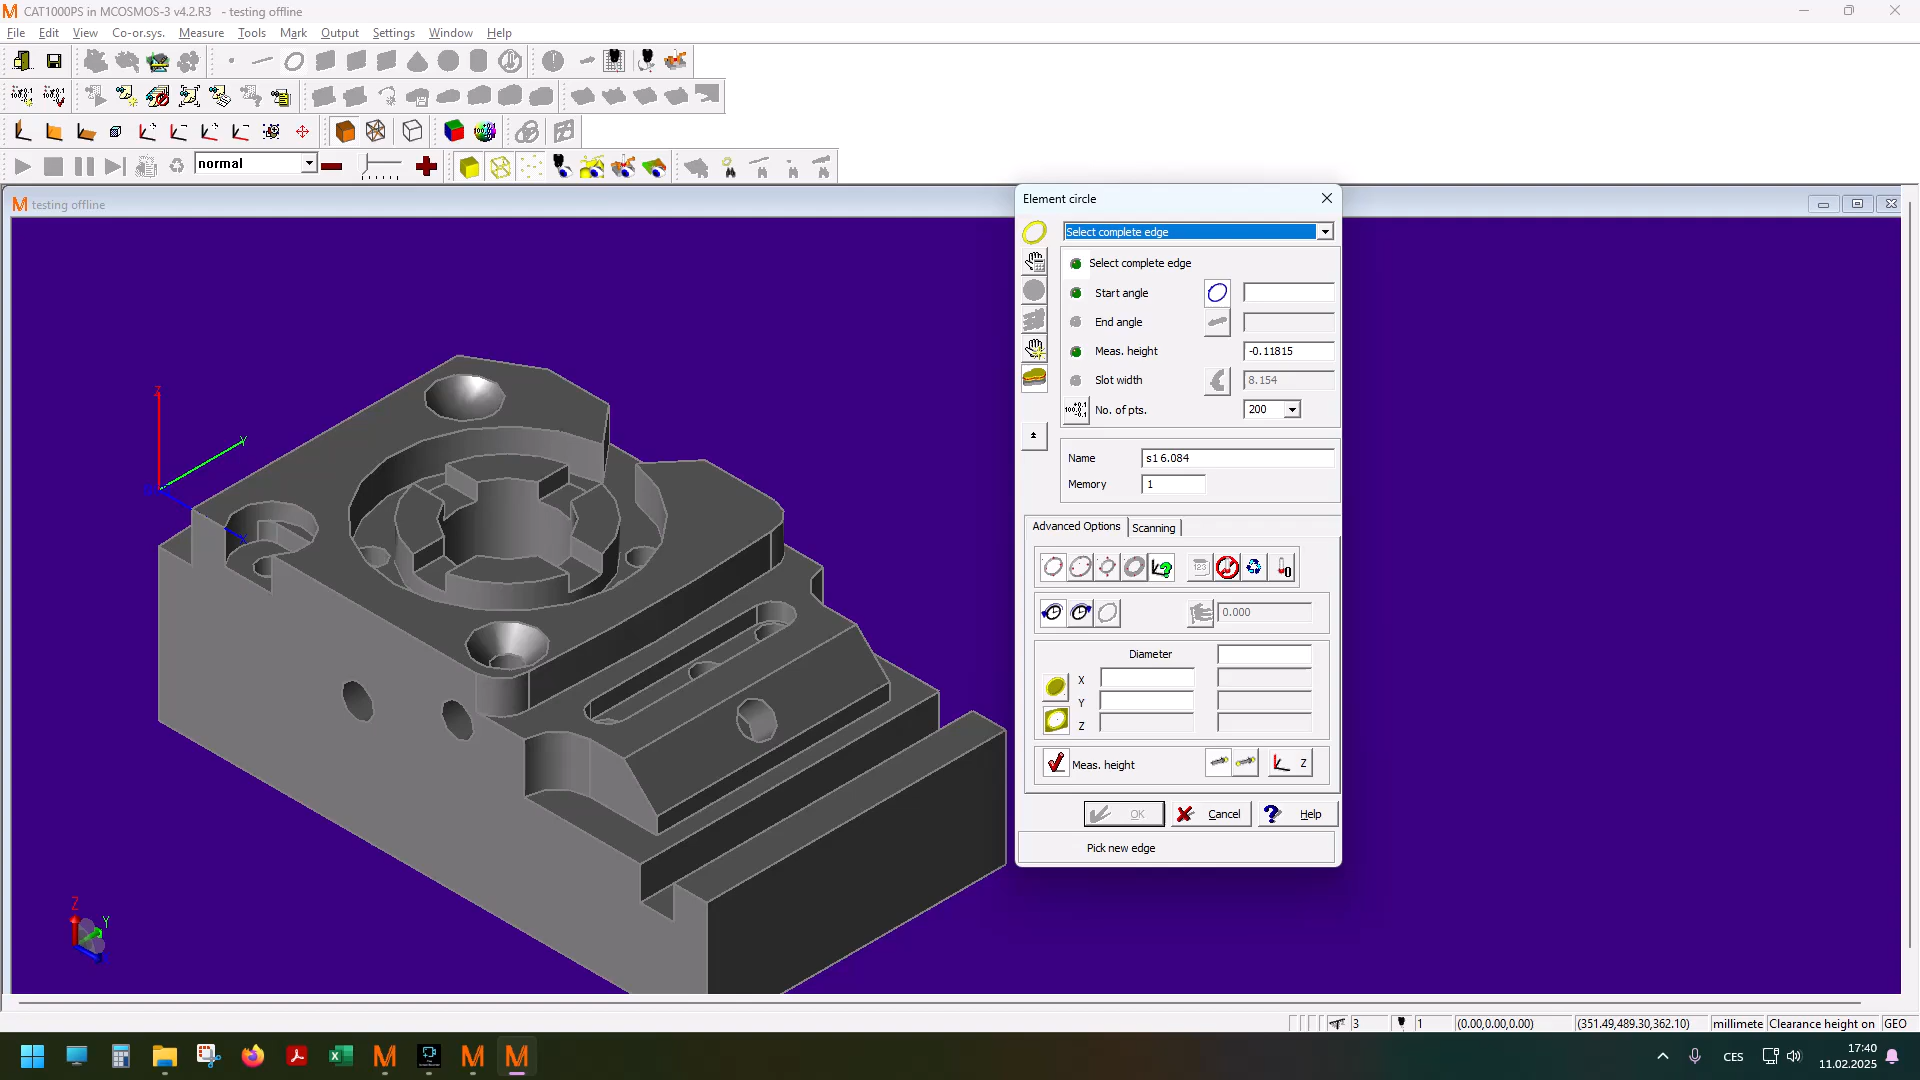 CAT1000PS in MCOSMOS-3 v4.2.R3 - testing offline
File Edit View Co-or.sys. Measure Tools Mark Output Settings Window Help
normal
testing offline
Element circle
Select complete edge
Select complete edge
Start angle
End angle
Meas. height -0.11815
Slot width 8.154
No. of pts. 200
Name s1 6.084
Memory 1
Advanced Options Scanning
0.000
Diameter
X
Y
Z
Meas. height Z
OK Cancel Help
Pick new edge
Z
Y
Z
Y
3 1 (0.00,0.00,0.00) (351.49,489.30,362.10) millimete Clearance height on GEO
CES 17:40
11.02.2025